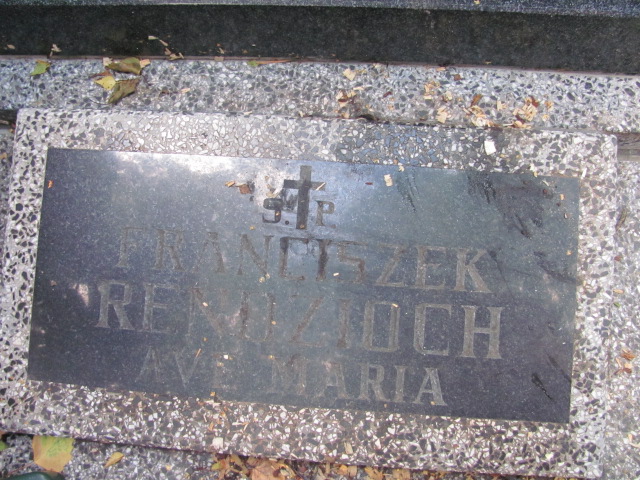 Ś. P.
FRANCISZEK
RENDZIOCH
AVE MARIA